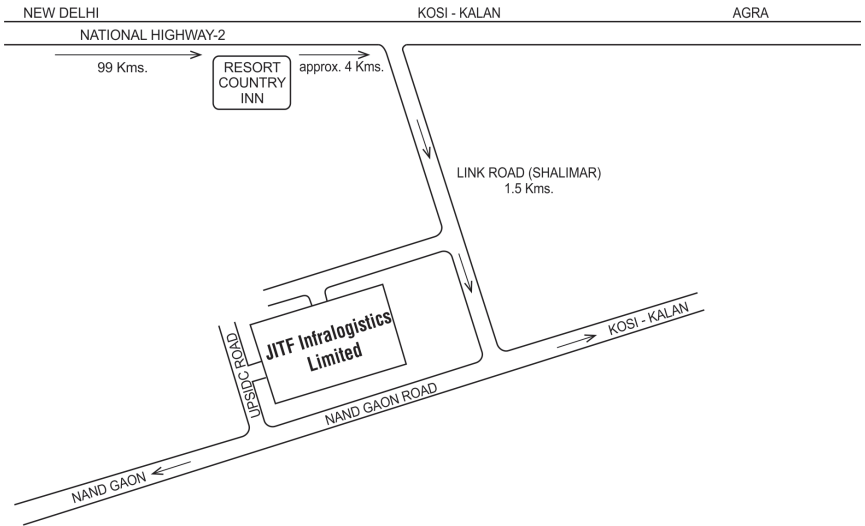 NEW DELHI
KOSI - KALAN
AGRA
NATIONAL HIGHWAY-2
99 Kms.
RESORT
COUNTRY
INN
approx. 4 Kms.
LINK ROAD (SHALIMAR)
1.5 Kms.
JITF Infralogistics
Limited
UPSIDC ROAD
KOSI - KALAN
NAND GAON ROAD
NAND GAON